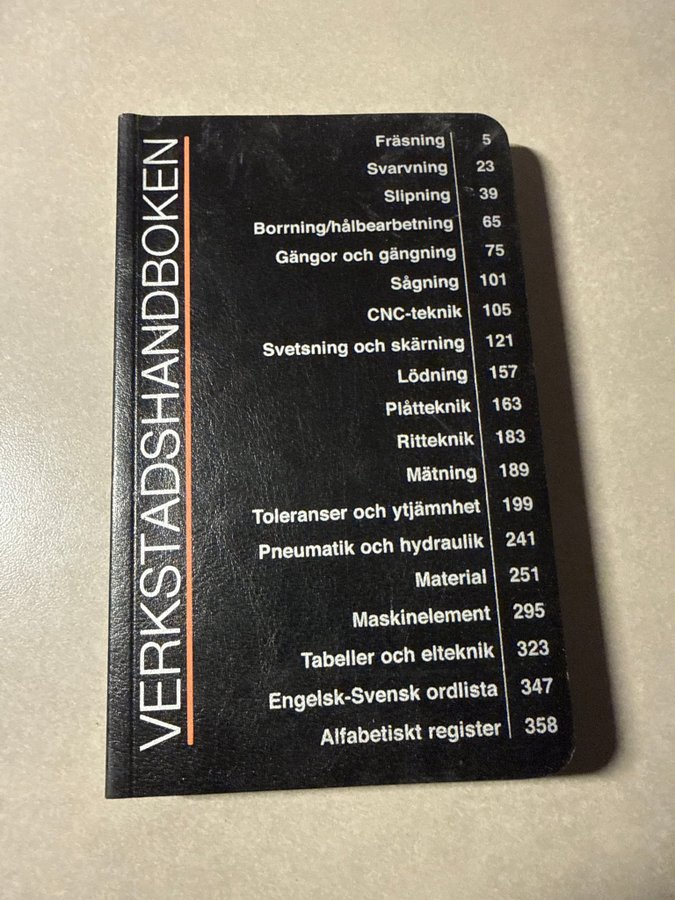 VERKSTADSHANDBOKEN
Fräsning 5
Svarvning 23
Slipning 39
Borrning/hålbearbetning 65
Gängor och gängning 75
Sågning 101
CNC-teknik 105
Svetsning och skärning 121
Lödning 157
Plåtteknik 163
Ritteknik 183
Mätning 189
Toleranser och ytjämnhet 199
Pneumatik och hydraulik 241
Material 251
Maskinelement 295
Tabeller och elteknik 323
Engelsk-Svensk ordlista 347
Alfabetiskt register 358